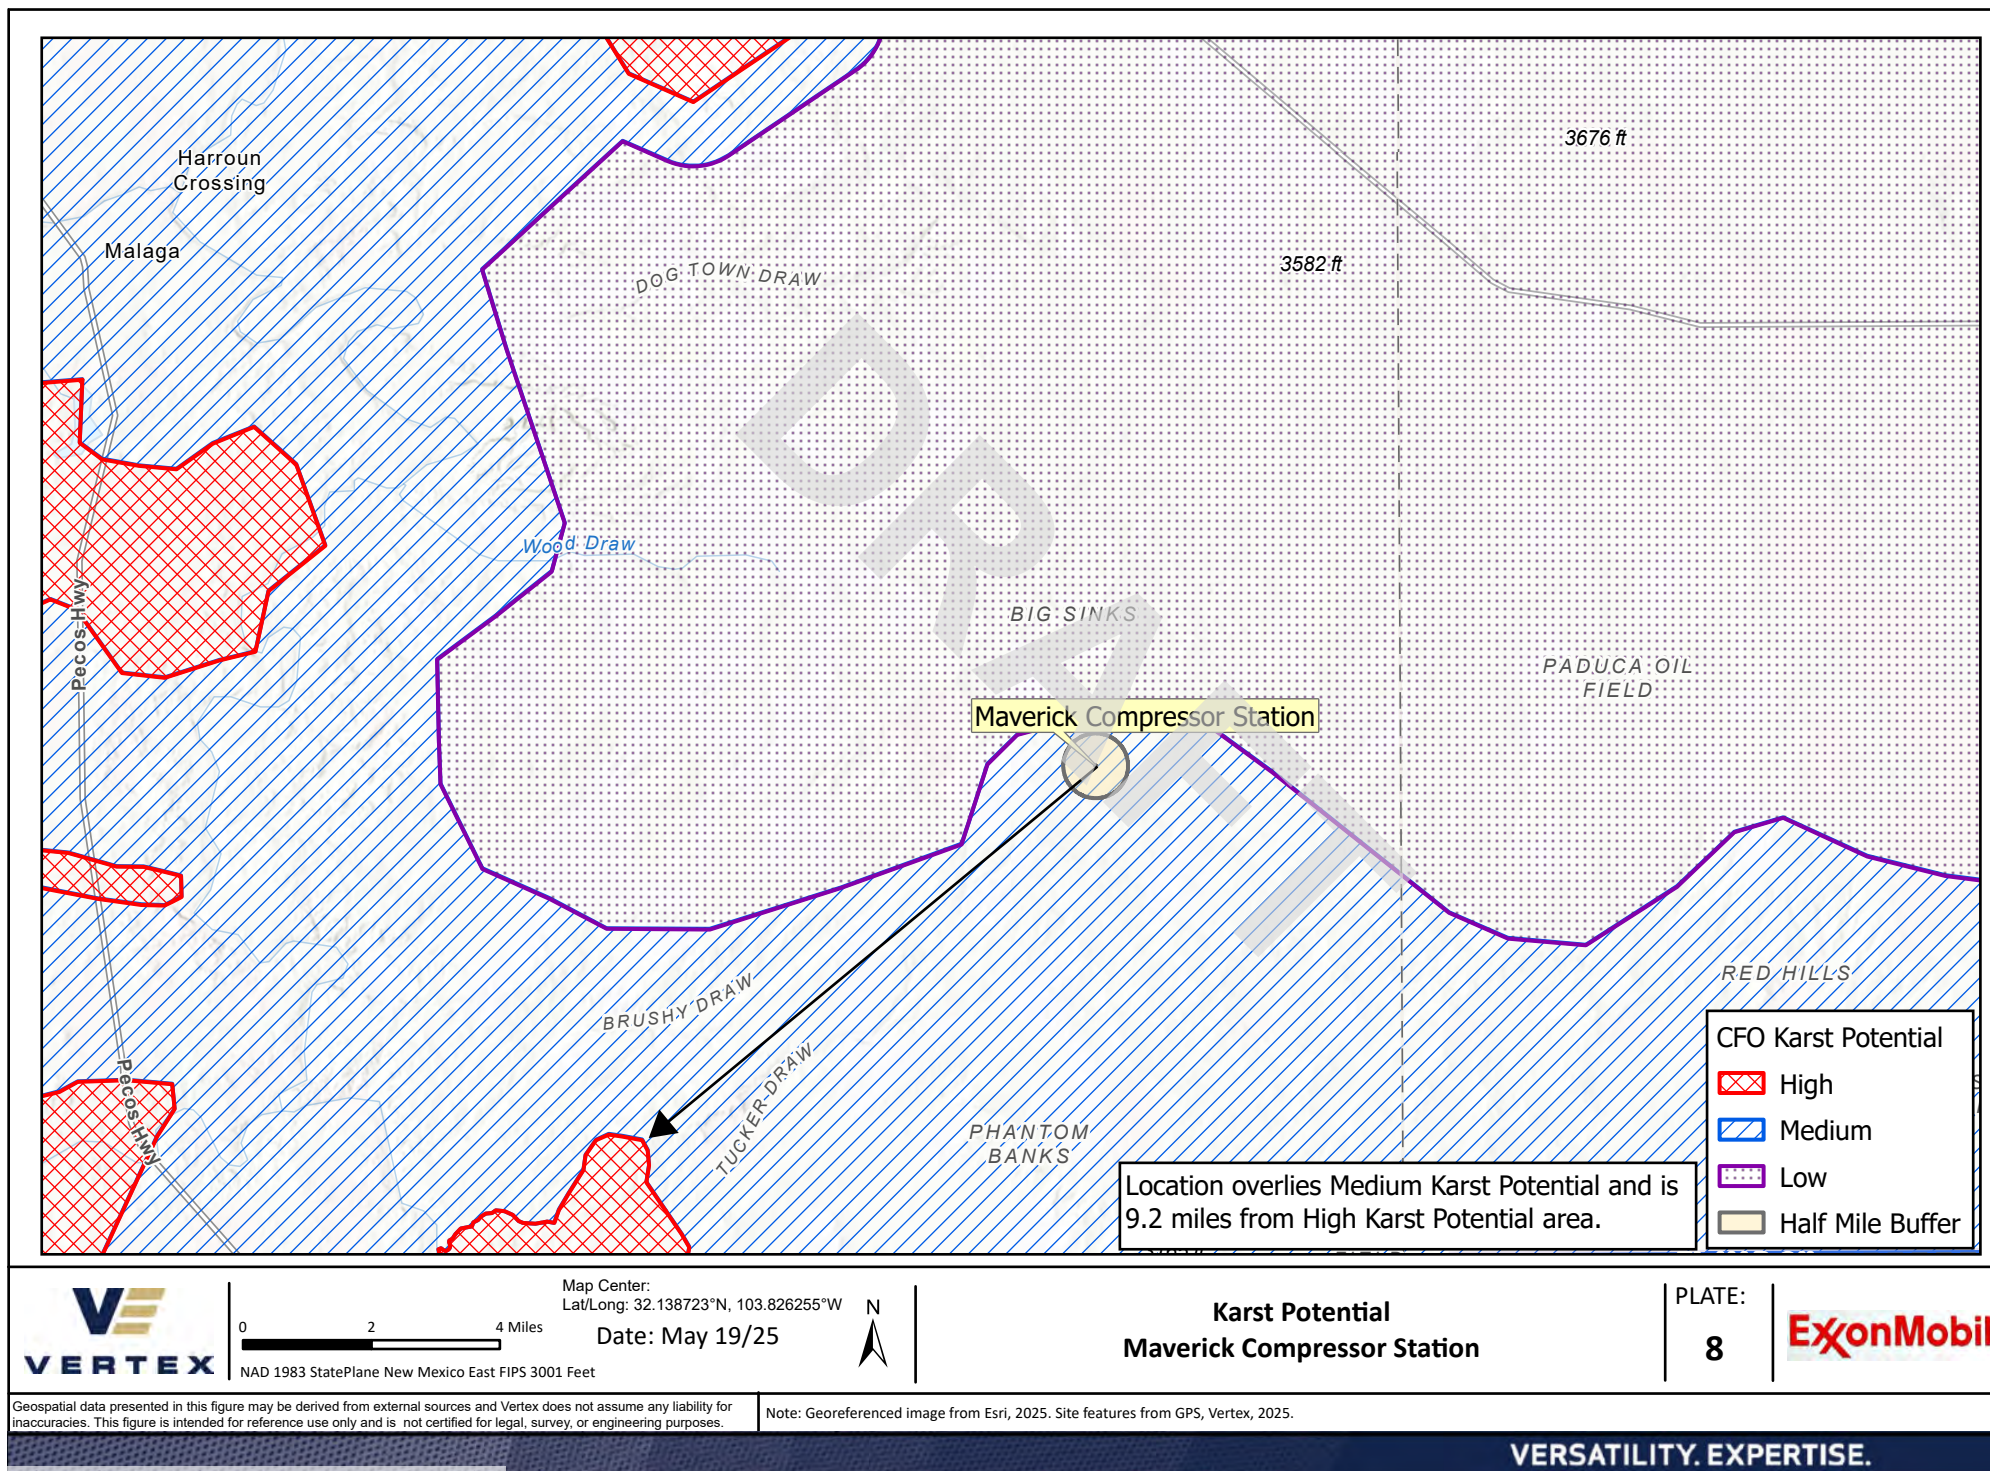 Harroun
Crossing
Malaga
3676 ft
3582 ft
DOG TOWN DRAW
Wood Draw
BIG SINKS
PADUCA OIL
FIELD
Pecos Hwy
Maverick Compressor Station
DRAFT
BRUSHY DRAW
RED HILLS
TUCKER DRAW
PHANTOM
BANKS
Pecos Hwy
Location overlies Medium Karst Potential and is
9.2 miles from High Karst Potential area.
CFO Karst Potential
High
Medium
Low
Half Mile Buffer
VE
VERTEX
0 2 4 Miles
NAD 1983 StatePlane New Mexico East FIPS 3001 Feet
Map Center:
Lat/Long: 32.138723°N, 103.826255°W
Date: May 19/25
N
Karst Potential
Maverick Compressor Station
PLATE:
8
ExxonMobil
Geospatial data presented in this figure may be derived from external sources and Vertex does not assume any liability for
inaccuracies. This figure is intended for reference use only and is not certified for legal, survey, or engineering purposes.
Note: Georeferenced image from Esri, 2025. Site features from GPS, Vertex, 2025.
VERSATILITY. EXPERTISE.